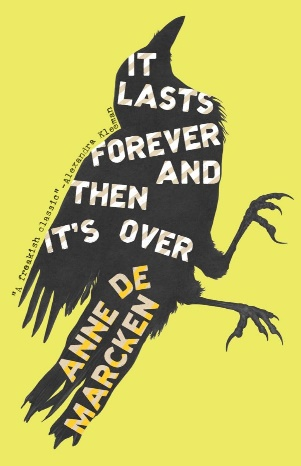 IT
LASTS
FOREVER
AND
THEN
IT'S OVER
ANNE DE
MARCKEN
"A freakish classic"—Alexandra Kleeman